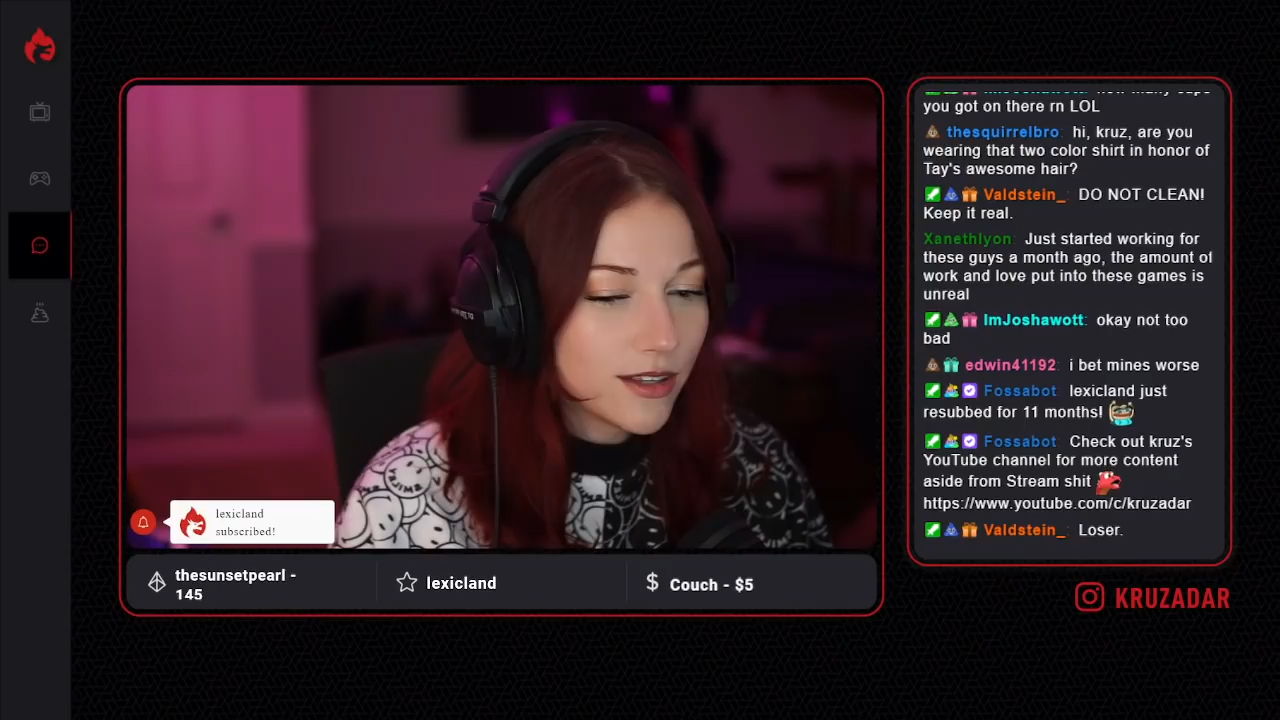 you got on there rn LOL
thesquirrelbro: hi, kruz, are you
wearing that two color shirt in honor of
Tay's awesome hair?
Valdstein_: DO NOT CLEAN!
Keep it real.
Xanethlyon: Just started working for
these guys a month ago, the amount of
work and love put into these games is
unreal
ImJoshawott: okay not too
bad
edwin41192: i bet mines worse
Fossabot: lexicland just
resubbed for 11 months!
Fossabot: Check out kruz's
YouTube channel for more content
aside from Stream shit
https://www.youtube.com/c/kruzadar
Valdstein_: Loser.
lexicland
subscribed!
thesunsetpearl -
145
lexicland
$ Couch - $5
KRUZADAR